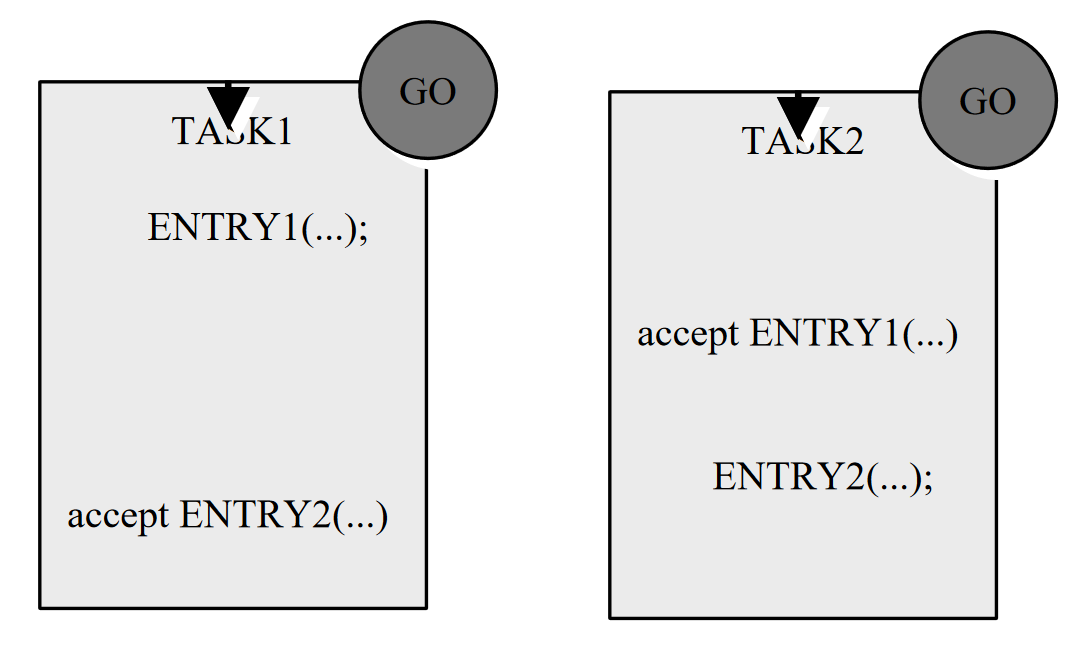 GO
TASK1
ENTRY1(...);
accept ENTRY2(...)
GO
TASK2
accept ENTRY1(...)
ENTRY2(...);